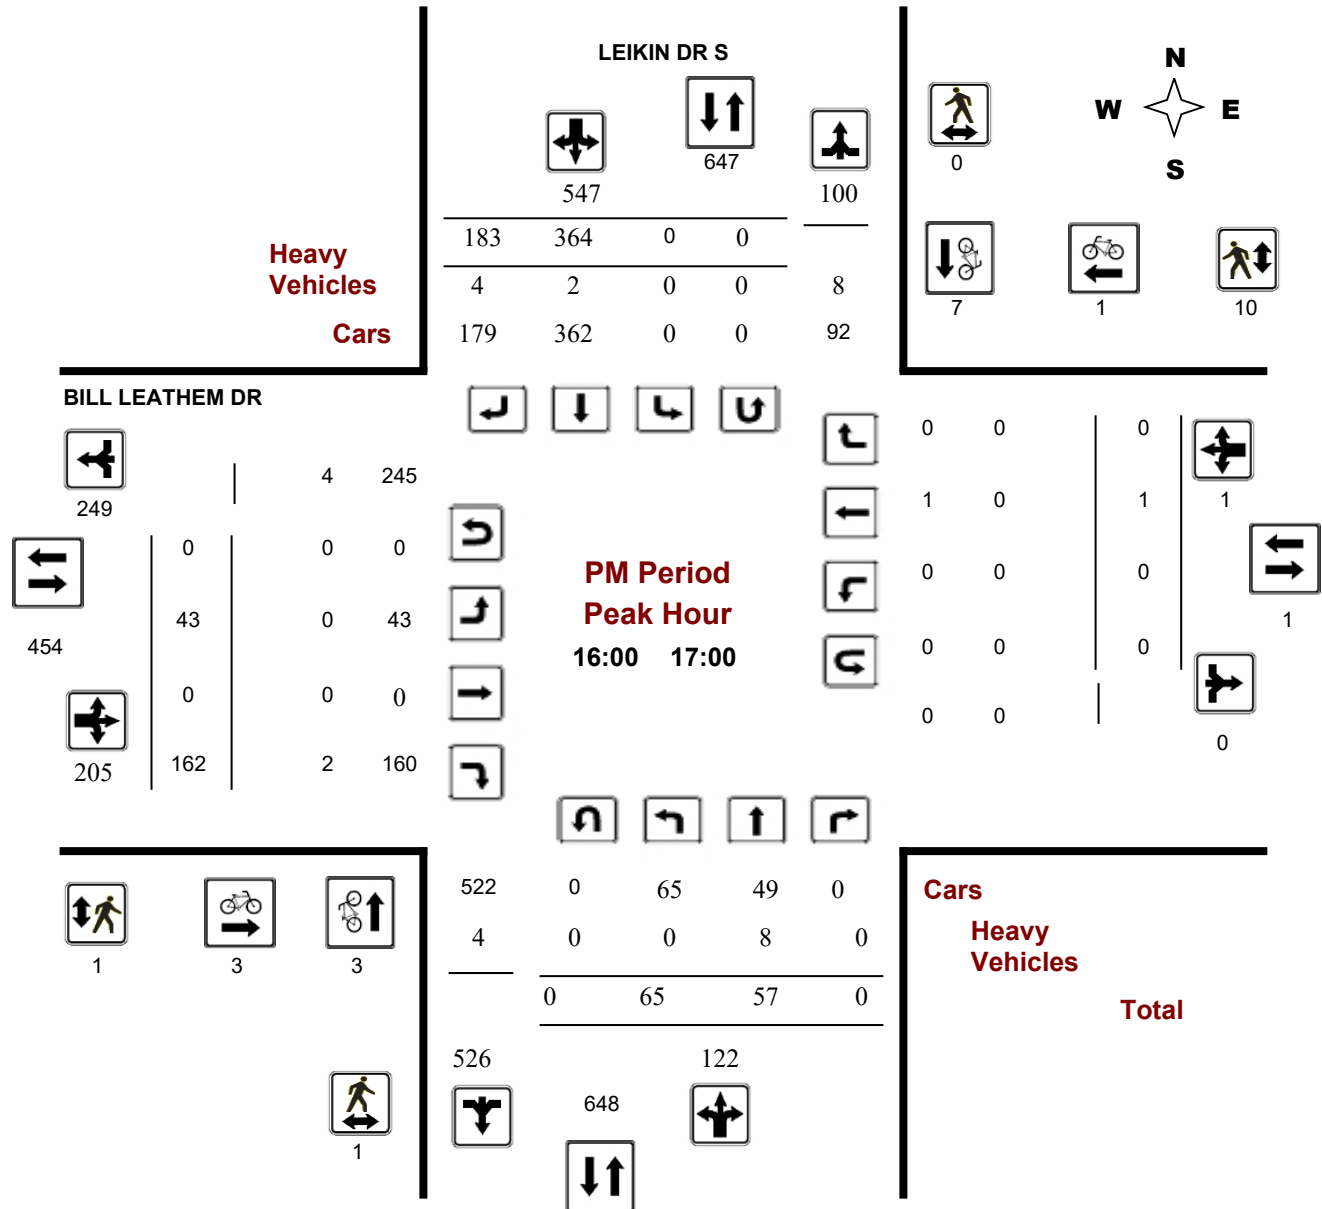 LEIKIN DR S
N
W E
S
647
0
547 100
183 364 0 0
Heavy
Vehicles
4 2 0 0 8
7 1 10
Cars
179 362 0 0 92
BILL LEATHEM DR
0 0 0
4 245
249
1 0 1 1
0 0 0
PM Period
0 0 0
Peak Hour
43 0 43
1
454
16:00 17:00
0 0 0
0 0 0
0 0
0
205
162 2 160
522 0 65 49 0
Cars
4 0 0 8 0
Heavy
Vehicles
1 3 3
0 65 57 0
Total
526 122
648
1